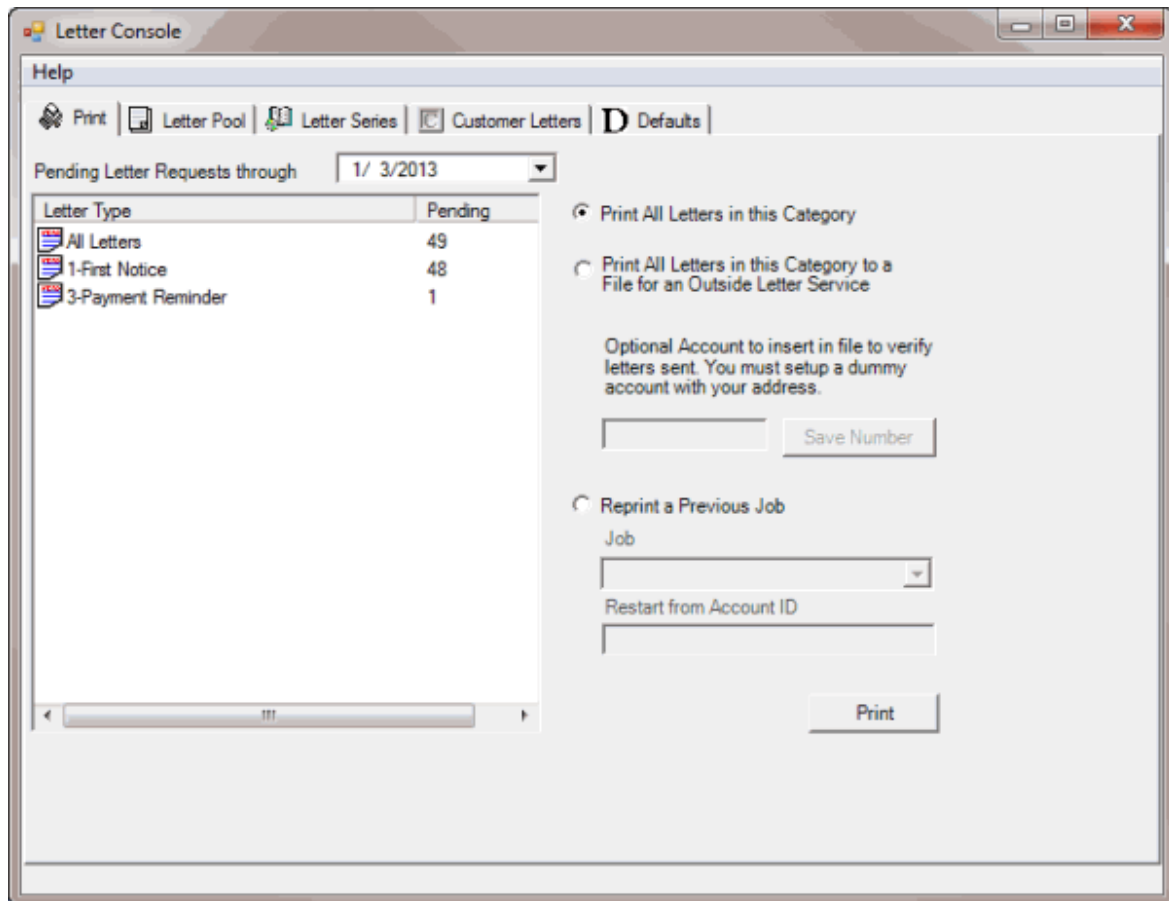 Letter Console
Help
Print Letter Pool Letter Series C Customer Letters D Defaults
Pending Letter Requests through 1/ 3/2013
Letter Type Pending
All Letters 49
1-First Notice 48
3-Payment Reminder 1
Print All Letters in this Category
Print All Letters in this Category to a
File for an Outside Letter Service
Optional Account to insert in file to verify
letters sent. You must setup a dummy
account with your address.
Save Number
Reprint a Previous Job
Job
Restart from Account ID
Print